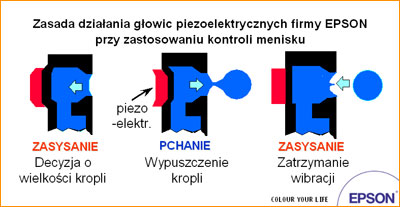 Zasada działania głowic piezoelektrycznych firmy EPSON
przy zastosowaniu kontroli menisku
piezo
-elektr.
ZASYSANIE
Decyzja o
wielkości kropli
PCHANIE
Wypuszczenie
kropli
ZASYSANIE
Zatrzymanie
wibracji
COLOUR YOUR LIFE
EPSON